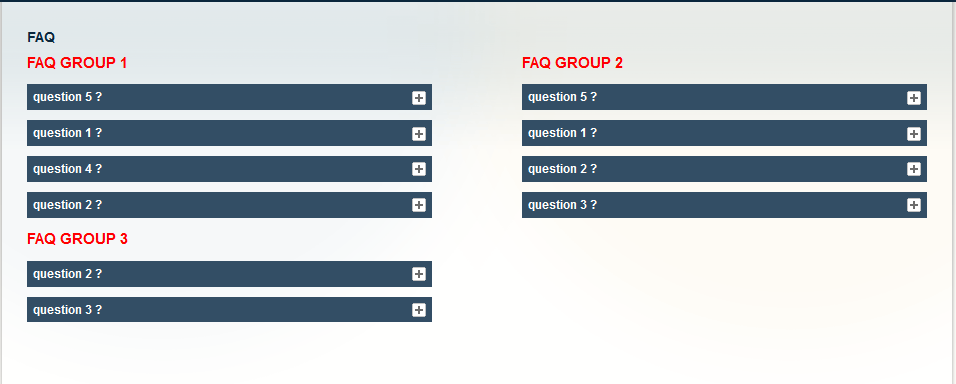 FAQ
FAQ GROUP 1
question 5 ?
question 1 ?
question 4 ?
question 2 ?
FAQ GROUP 2
question 5 ?
question 1 ?
question 2 ?
question 3 ?
FAQ GROUP 3
question 2 ?
question 3 ?